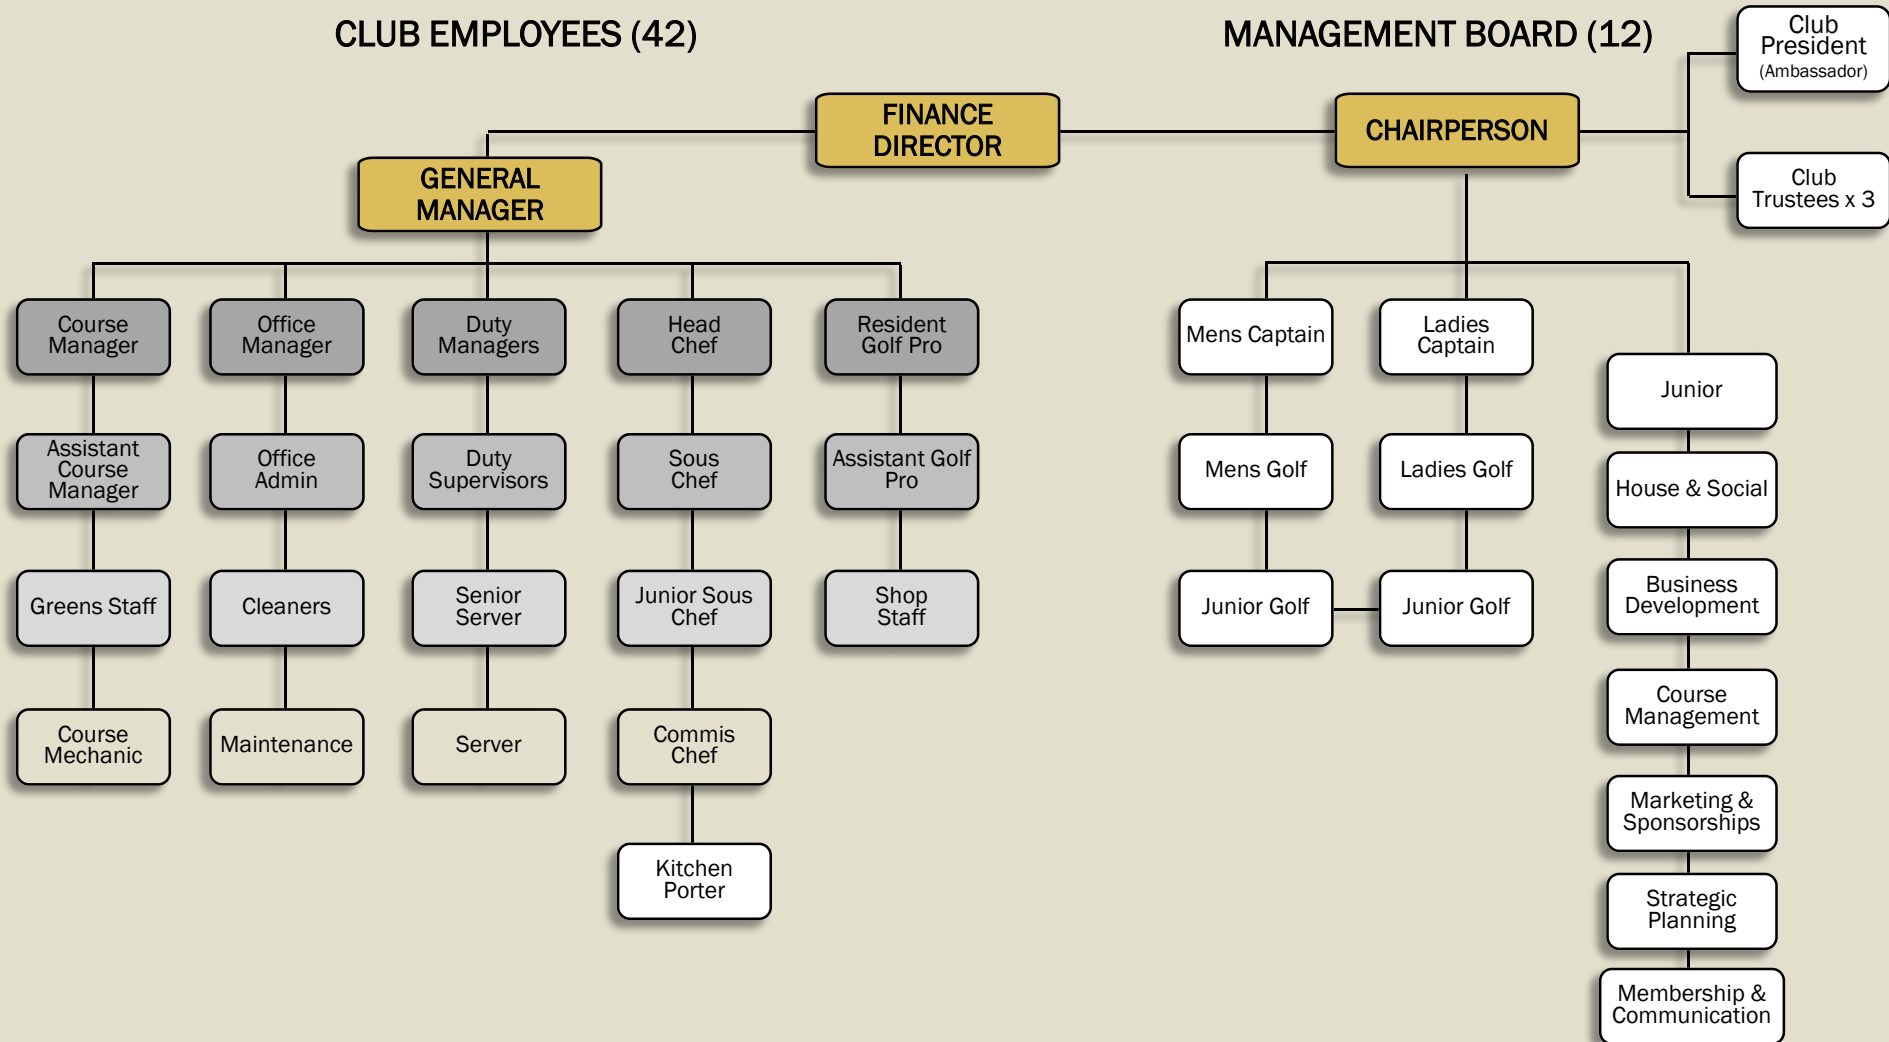 CLUB EMPLOYEES (42)
MANAGEMENT BOARD (12)
Club
President
(Ambassador)
FINANCE
DIRECTOR
CHAIRPERSON
GENERAL
MANAGER
Club
Trustees x 3
Course
Manager
Office
Manager
Duty
Managers
Head
Chef
Resident
Golf Pro
Mens Captain
Ladies
Captain
Junior
Assistant
Course
Manager
Office
Admin
Duty
Supervisors
Sous
Chef
Assistant Golf
Pro
Mens Golf
Ladies Golf
House & Social
Greens Staff
Cleaners
Senior
Server
Junior Sous
Chef
Shop
Staff
Junior Golf
Junior Golf
Business
Development
Course
Mechanic
Maintenance
Server
Commis
Chef
Course
Management
Marketing &
Sponsorships
Kitchen
Porter
Strategic
Planning
Membership &
Communication